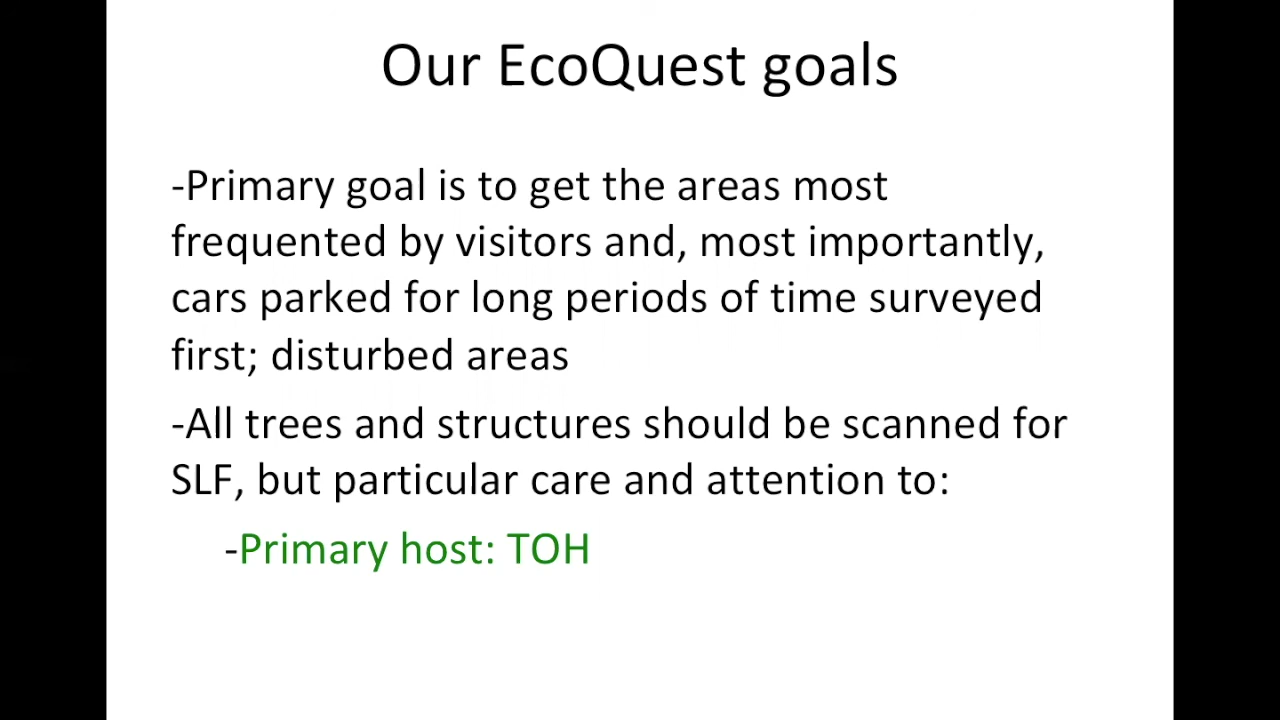 Our EcoQuest goals
-Primary goal is to get the areas most
frequented by visitors and, most importantly,
cars parked for long periods of time surveyed
first; disturbed areas
-All trees and structures should be scanned for
SLF, but particular care and attention to:
-Primary host: TOH